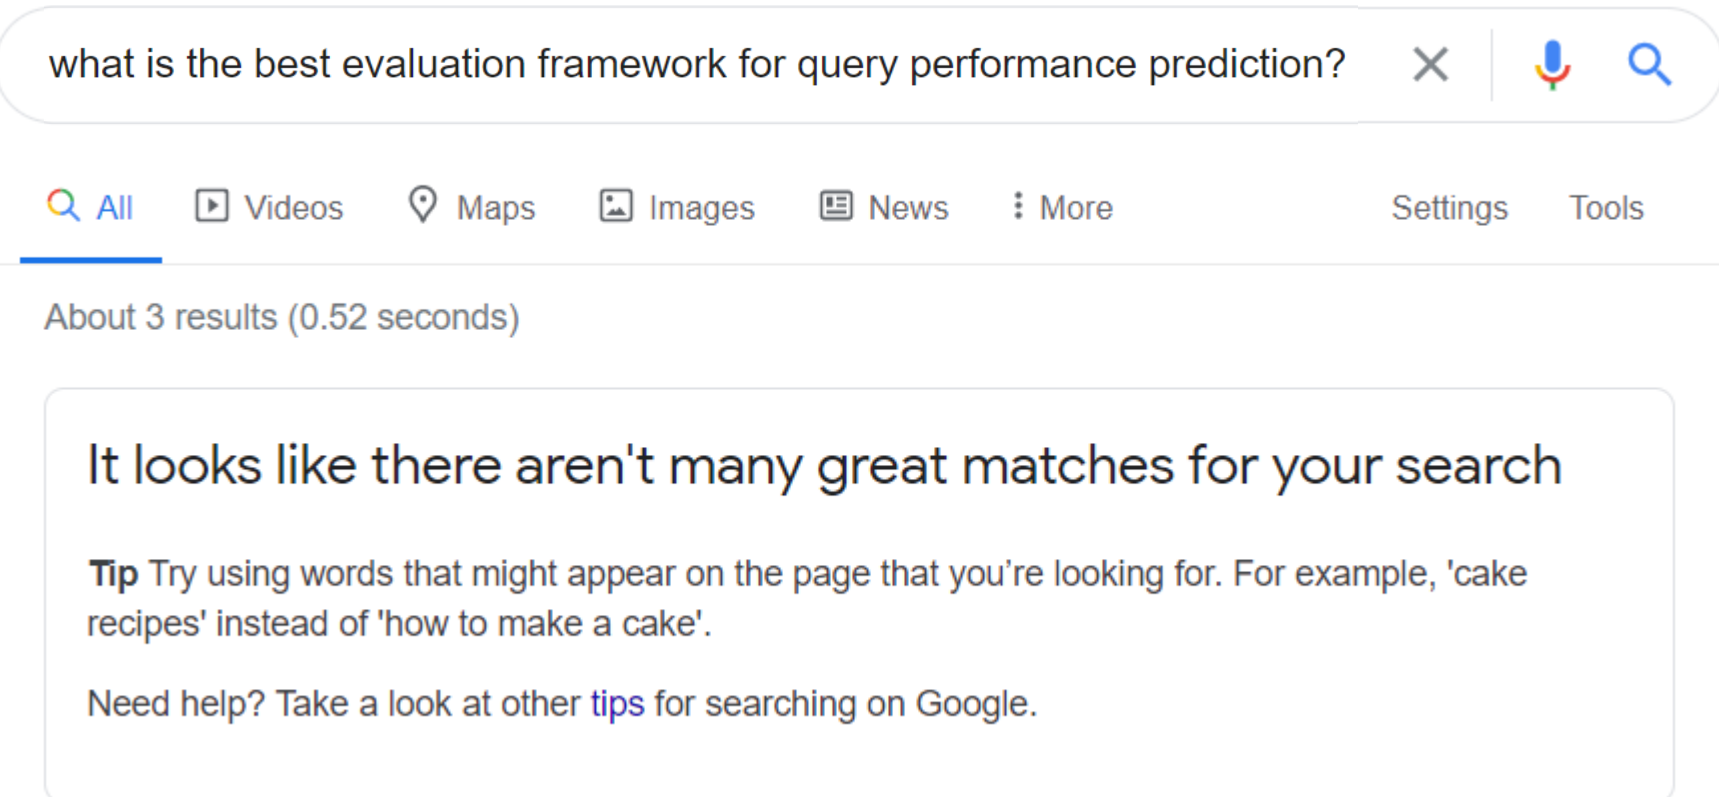 what is the best evaluation framework for query performance prediction?
All Videos Maps Images News More Settings Tools
About 3 results (0.52 seconds)
It looks like there aren't many great matches for your search
Tip Try using words that might appear on the page that you’re looking for. For example, 'cake
recipes' instead of 'how to make a cake'.
Need help? Take a look at other tips for searching on Google.